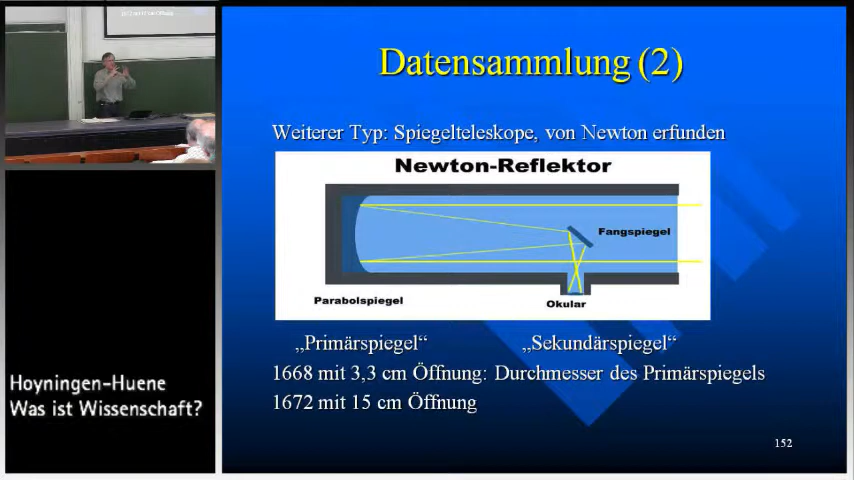 Datensammlung (2)
Weiterer Typ: Spiegelteleskope, von Newton erfunden
Newton-Reflektor
Fangspiegel
Parabolspiegel
Okular
„Primärspiegel“
„Sekundärspiegel“
1668 mit 3,3 cm Öffnung: Durchmesser des Primärspiegels
1672 mit 15 cm Öffnung
152
Hoyningen-Huene
Was ist Wissenschaft?